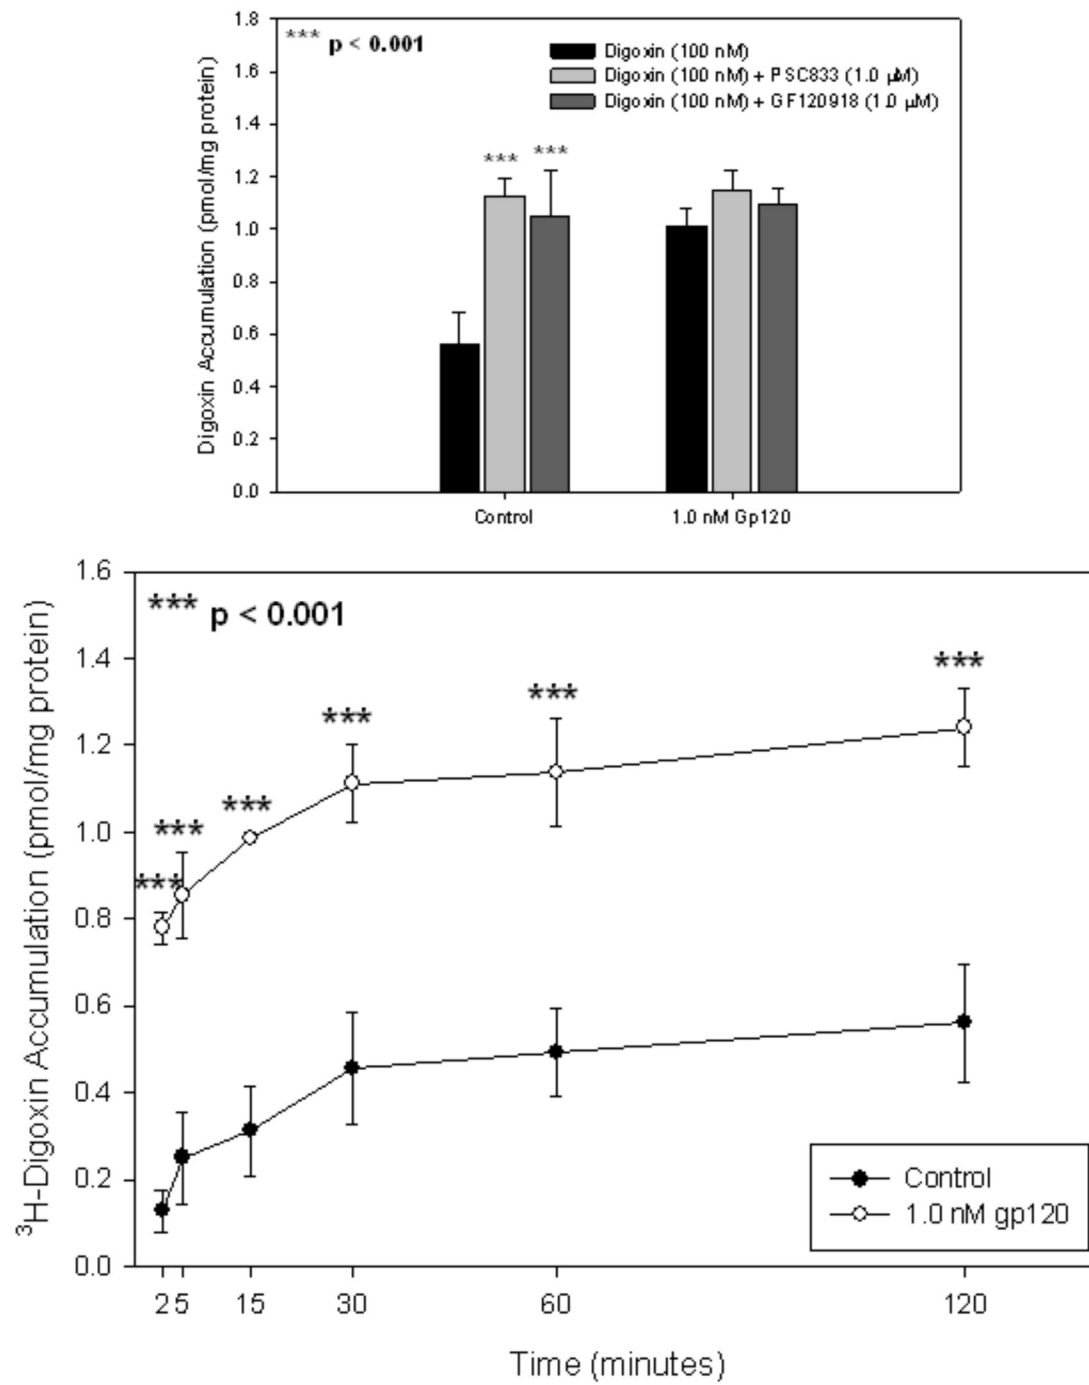 *** p < 0.001
Digoxin (100 nM)
Digoxin (100 nM) + PSC833 (1.0 µM)
Digoxin (100 nM) + GF120918 (1.0 µM)
Digoxin Accumulation (pmol/mg protein)
1.8
1.6
1.4
1.2
1.0
0.8
0.6
0.4
0.2
0.0
*** ***
Control 1.0 nM Gp120
³H-Digoxin Accumulation (pmol/mg protein)
1.6
1.4
1.2
1.0
0.8
0.6
0.4
0.2
0.0
*** p < 0.001
*** *** *** *** *** ***
Control
1.0 nM gp120
2 5 15 30 60 120
Time (minutes)